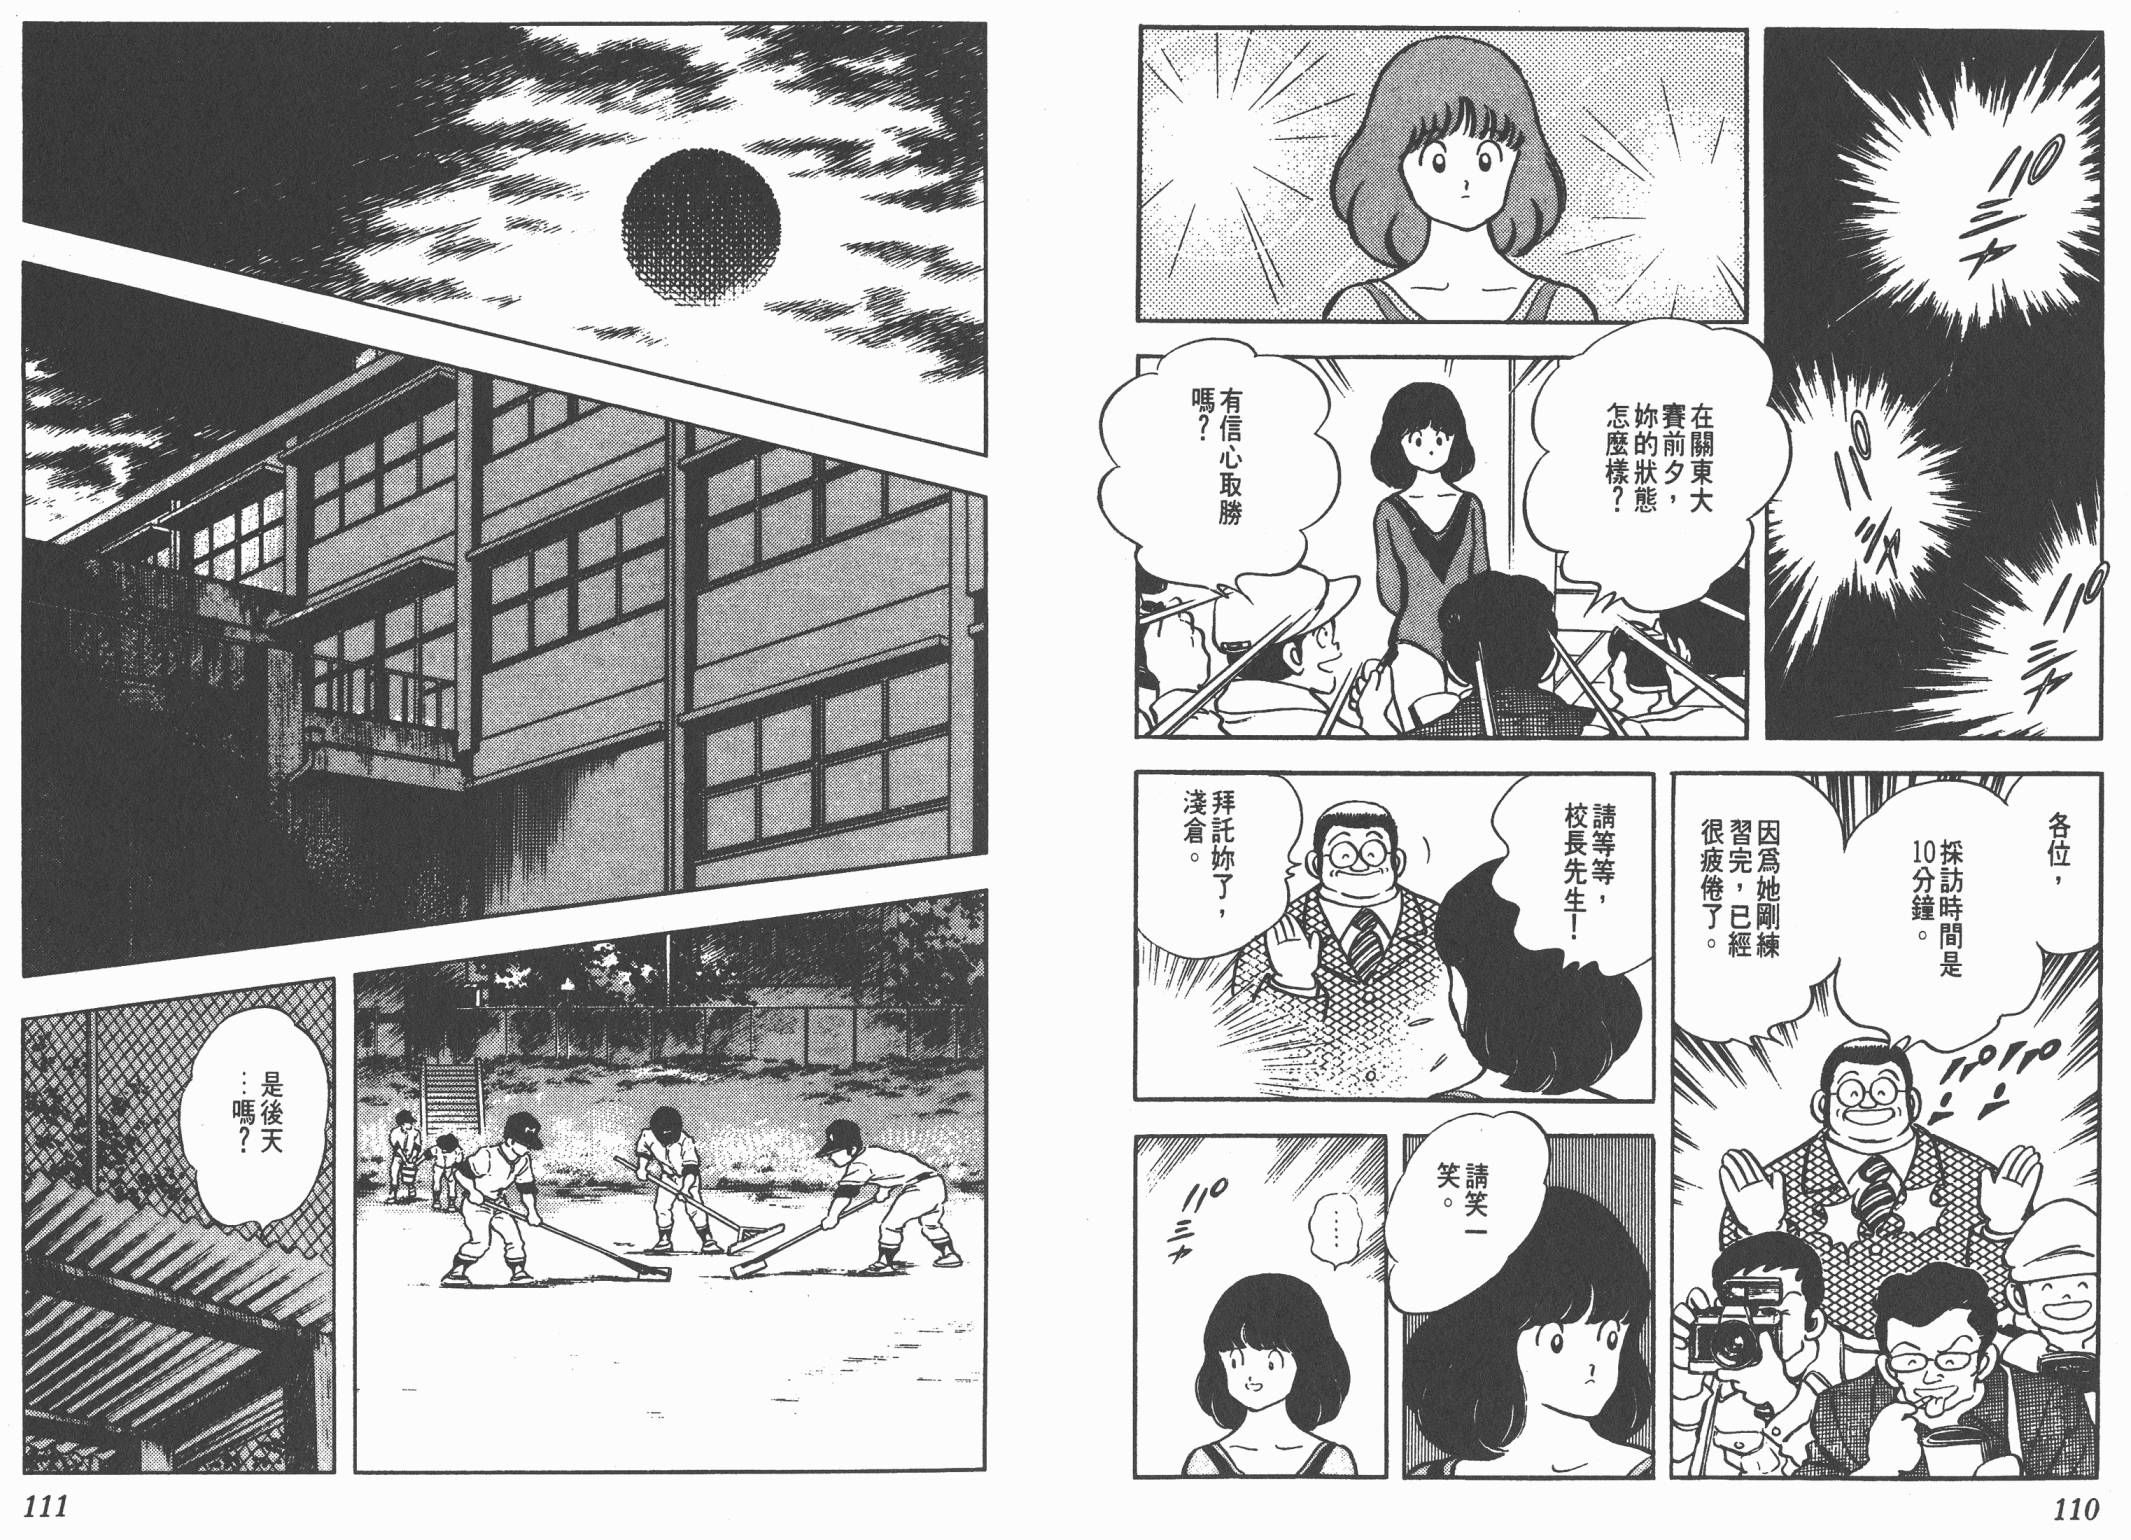 パシャ
パシャ
パシャ
在關東大
賽前夕，
妳的狀態
怎麼樣？
有信心取勝
嗎？
各位，
採訪時間是
10分鐘。
因爲她剛練
習完，已經
很疲倦了。
パチパチ
請等等，
校長先生！
拜託妳了，
淺倉。
請笑一
笑。
……
パシャ
110
是後天
…嗎？
111